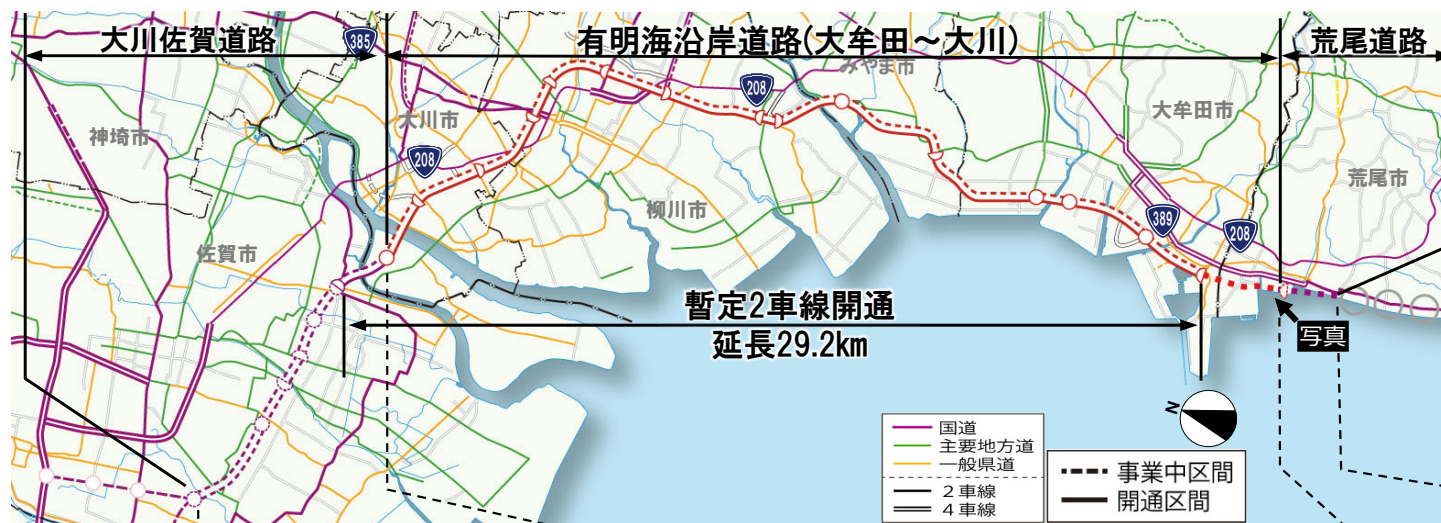 大川佐賀道路
有明海沿岸道路(大牟田～大川)
荒尾道路
385
208
みやま市
大川市
神埼市
大牟田市
208
荒尾市
柳川市
389
208
佐賀市
暫定2車線開通
延長29.2km
写真
N
国道
主要地方道
一般県道
2車線
4車線
事業中区間
開通区間